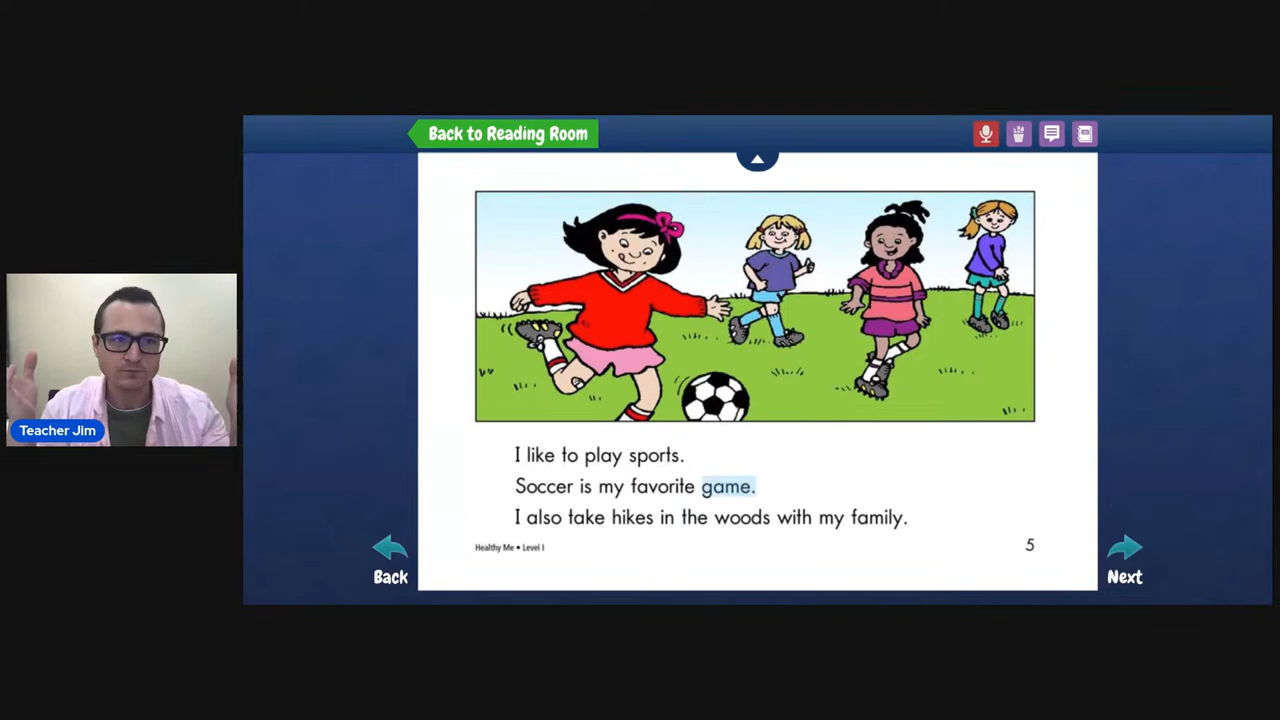 Back to Reading Room
I like to play sports.
Soccer is my favorite game.
I also take hikes in the woods with my family.
Healthy Me • Level I
5
Back
Next
Teacher Jim